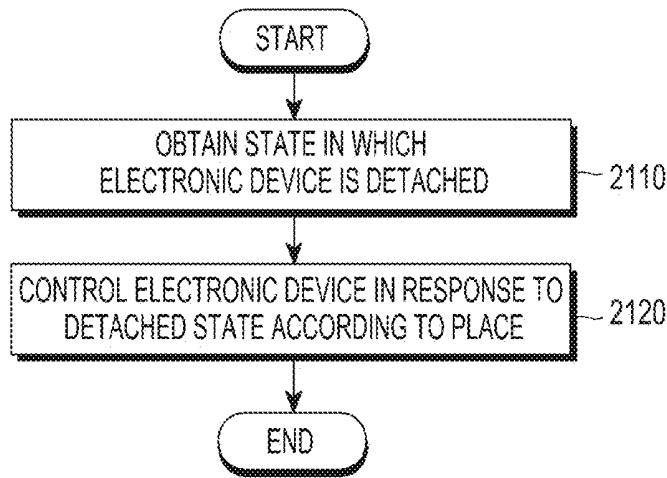 START
OBTAIN STATE IN WHICH
ELECTRONIC DEVICE IS DETACHED
2110
CONTROL ELECTRONIC DEVICE IN RESPONSE TO
DETACHED STATE ACCORDING TO PLACE
2120
END